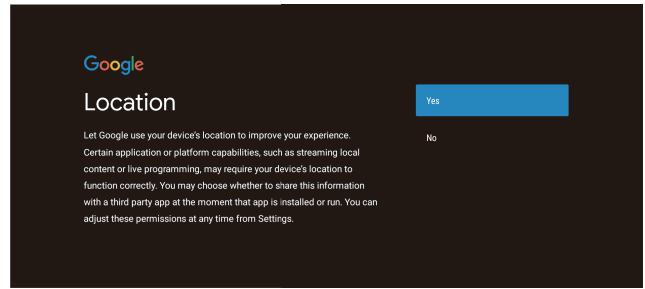 Google
Location
Let Google use your device's location to improve your experience.
Certain application or platform capabilities, such as streaming local
content or live programming, may require your device's location to
function correctly. You may choose whether to share this information
with a third party app at the moment that app is installed or run. You can
adjust these permissions at any time from Settings.
Yes
No